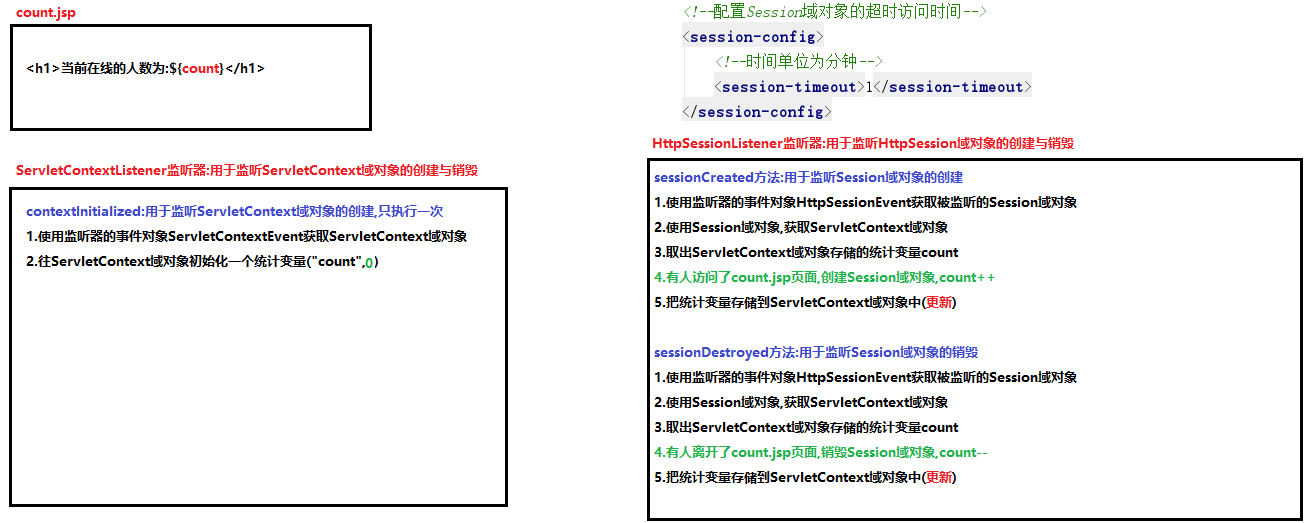 count.jsp
<h1>当前在线的人数为:${count}</h1>
ServletContextListener监听器:用于监听ServletContext域对象的创建与销毁
contextInitialized:用于监听ServletContext域对象的创建,只执行一次
1.使用监听器的事件对象ServletContextEvent获取ServletContext域对象
2.往ServletContext域对象初始化一个统计变量("count",0)
<!--配置Session域对象的超时访问时间-->
<session-config>
<!--时间单位为分钟-->
<session-timeout>1</session-timeout>
</session-config>
HttpSessionListener监听器:用于监听HttpSession域对象的创建与销毁
sessionCreated方法:用于监听Session域对象的创建
1.使用监听器的事件对象HttpSessionEvent获取被监听的Session域对象
2.使用Session域对象,获取ServletContext域对象
3.取出ServletContext域对象存储的统计变量count
4.有人访问了count.jsp页面,创建Session域对象,count++
5.把统计变量存储到ServletContext域对象中(更新)
sessionDestroyed方法:用于监听Session域对象的销毁
1.使用监听器的事件对象HttpSessionEvent获取被监听的Session域对象
2.使用Session域对象,获取ServletContext域对象
3.取出ServletContext域对象存储的统计变量count
4.有人离开了count.jsp页面,销毁Session域对象,count--
5.把统计变量存储到ServletContext域对象中(更新)